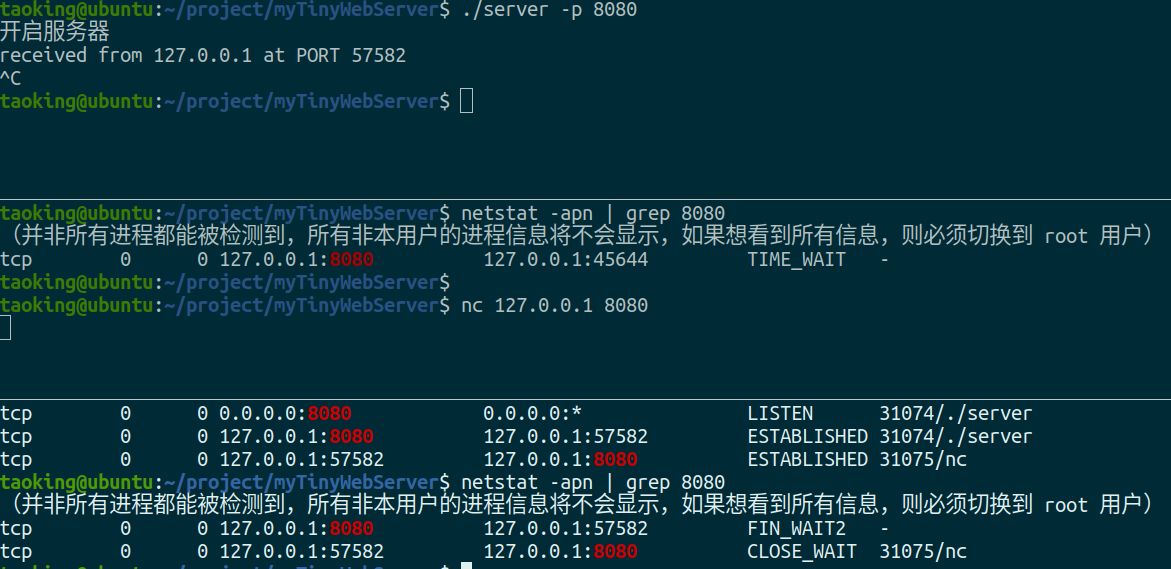 taoking@ubuntu:~/project/myTinyWebServer$ ./server -p 8080
开启服务器
received from 127.0.0.1 at PORT 57582
^C
taoking@ubuntu:~/project/myTinyWebServer$
taoking@ubuntu:~/project/myTinyWebServer$ netstat -apn | grep 8080
（并非所有进程都能被检测到，所有非本用户的进程信息将不会显示，如果想看到所有信息，则必须切换到 root 用户）
tcp 0 0 127.0.0.1:8080 127.0.0.1:45644 TIME_WAIT -
taoking@ubuntu:~/project/myTinyWebServer$
taoking@ubuntu:~/project/myTinyWebServer$ nc 127.0.0.1 8080
tcp 0 0 0.0.0.0:8080 0.0.0.0:* LISTEN 31074/./server
tcp 0 0 127.0.0.1:8080 127.0.0.1:57582 ESTABLISHED 31074/./server
tcp 0 0 127.0.0.1:57582 127.0.0.1:8080 ESTABLISHED 31075/nc
taoking@ubuntu:~/project/myTinyWebServer$ netstat -apn | grep 8080
（并非所有进程都能被检测到，所有非本用户的进程信息将不会显示，如果想看到所有信息，则必须切换到 root 用户）
tcp 0 0 127.0.0.1:8080 127.0.0.1:57582 FIN_WAIT2 -
tcp 0 0 127.0.0.1:57582 127.0.0.1:8080 CLOSE_WAIT 31075/nc